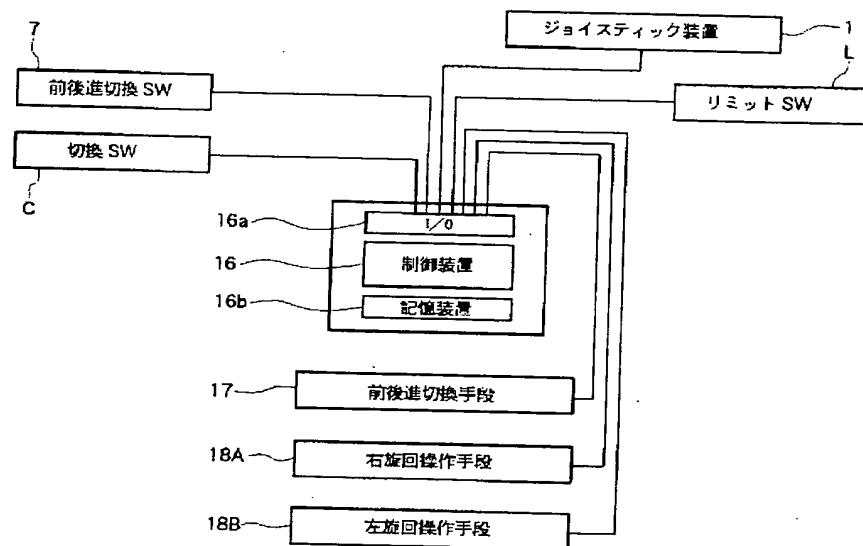 7
ジョイスティック装置
1
L
前後進切換 SW
リミット SW
切換 SW
C
16a
I/O
16
制御装置
16b
記憶装置
17
前後進切換手段
18A
右旋回操作手段
18B
左旋回操作手段